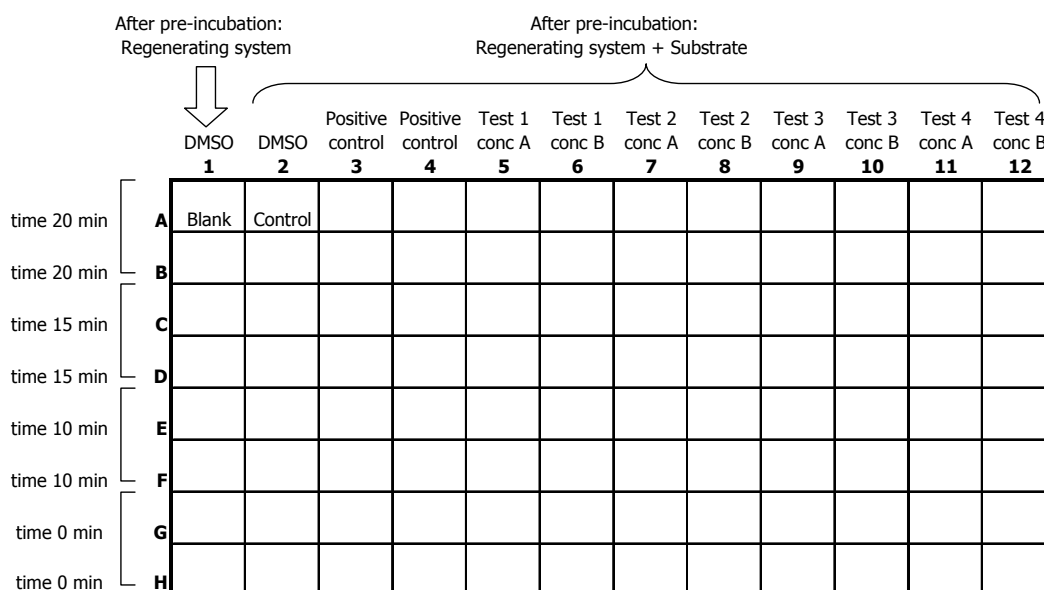 After pre-incubation:
Regenerating system
After pre-incubation:
Regenerating system + Substrate
Positive Positive Test 1 Test 1 Test 2 Test 2 Test 3 Test 3 Test 4 Test 4
DMSO DMSO control control conc A conc B conc A conc B conc A conc B conc A conc B
1 2 3 4 5 6 7 8 9 10 11 12
time 20 min A Blank Control
time 20 min B
time 15 min C
time 15 min D
time 10 min E
time 10 min F
time 0 min G
time 0 min H